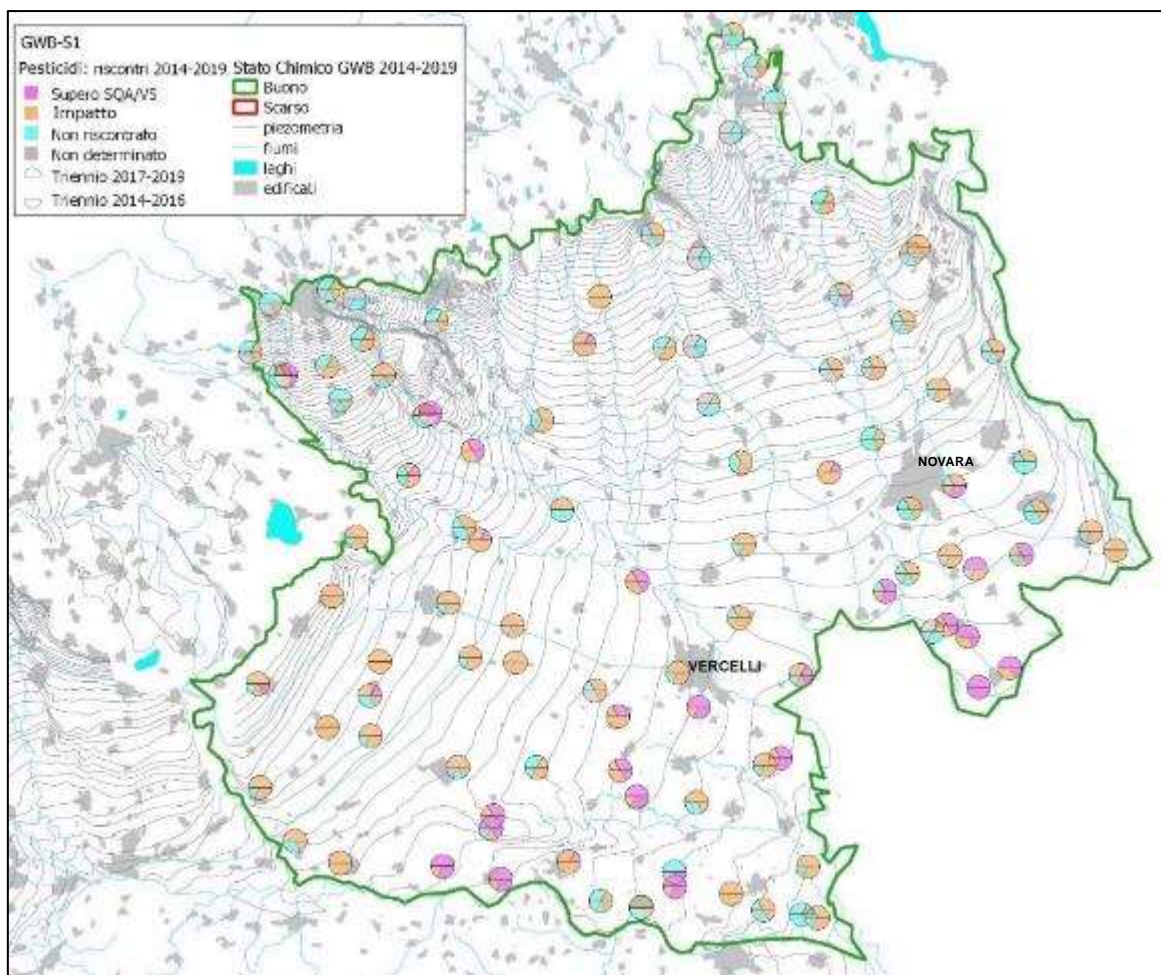 GWB-S1
Pesticidi: riscontri 2014-2019
Supero SQA/VS
Impatto
Non riscontrato
Non determinato
Triennio 2017-2019
Triennio 2014-2016
Stato Chimico GWB 2014-2019
Buono
Scarso
piezometria
fiumi
laghi
edificati
NOVARA
VERCELLI